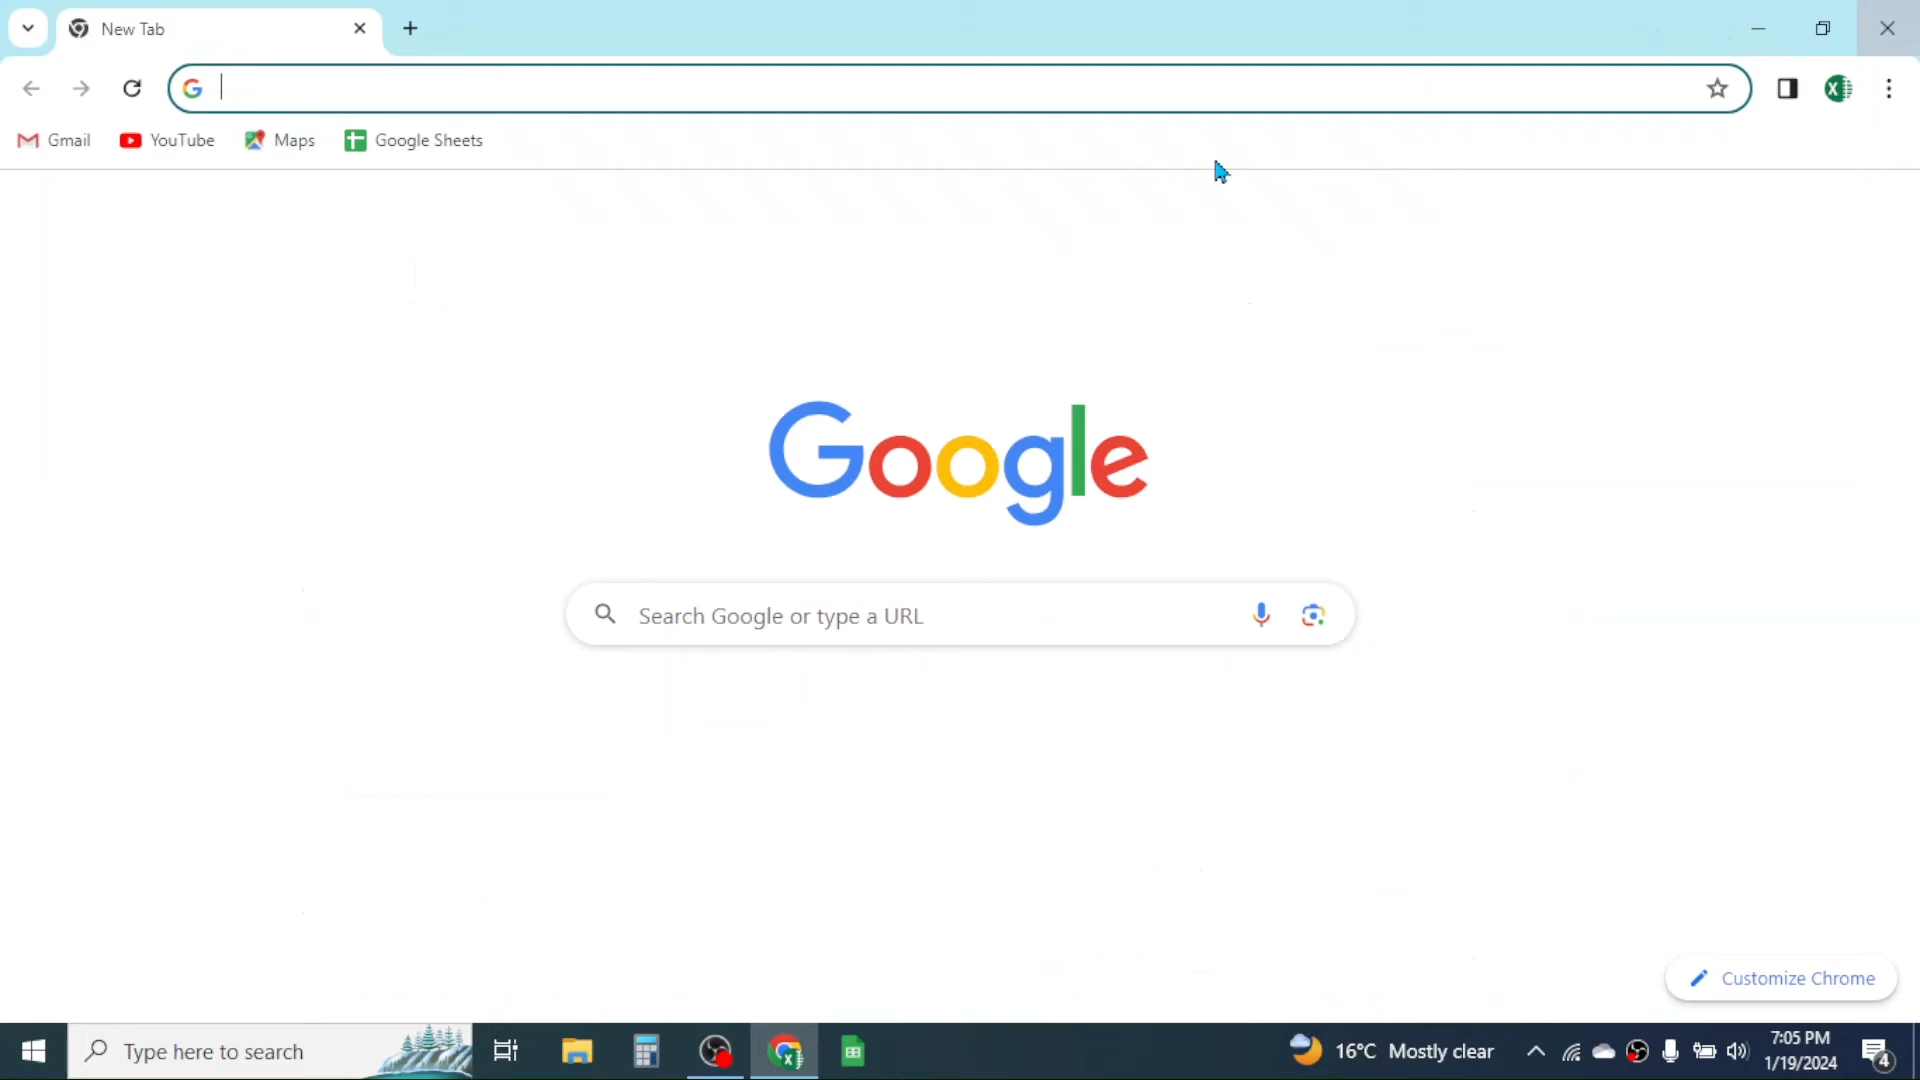 New Tab
Gmail
YouTube
Maps
Google Sheets
Google
Search Google or type a URL
Customize Chrome
Type here to search
16°C Mostly clear
7:05 PM
1/19/2024
4